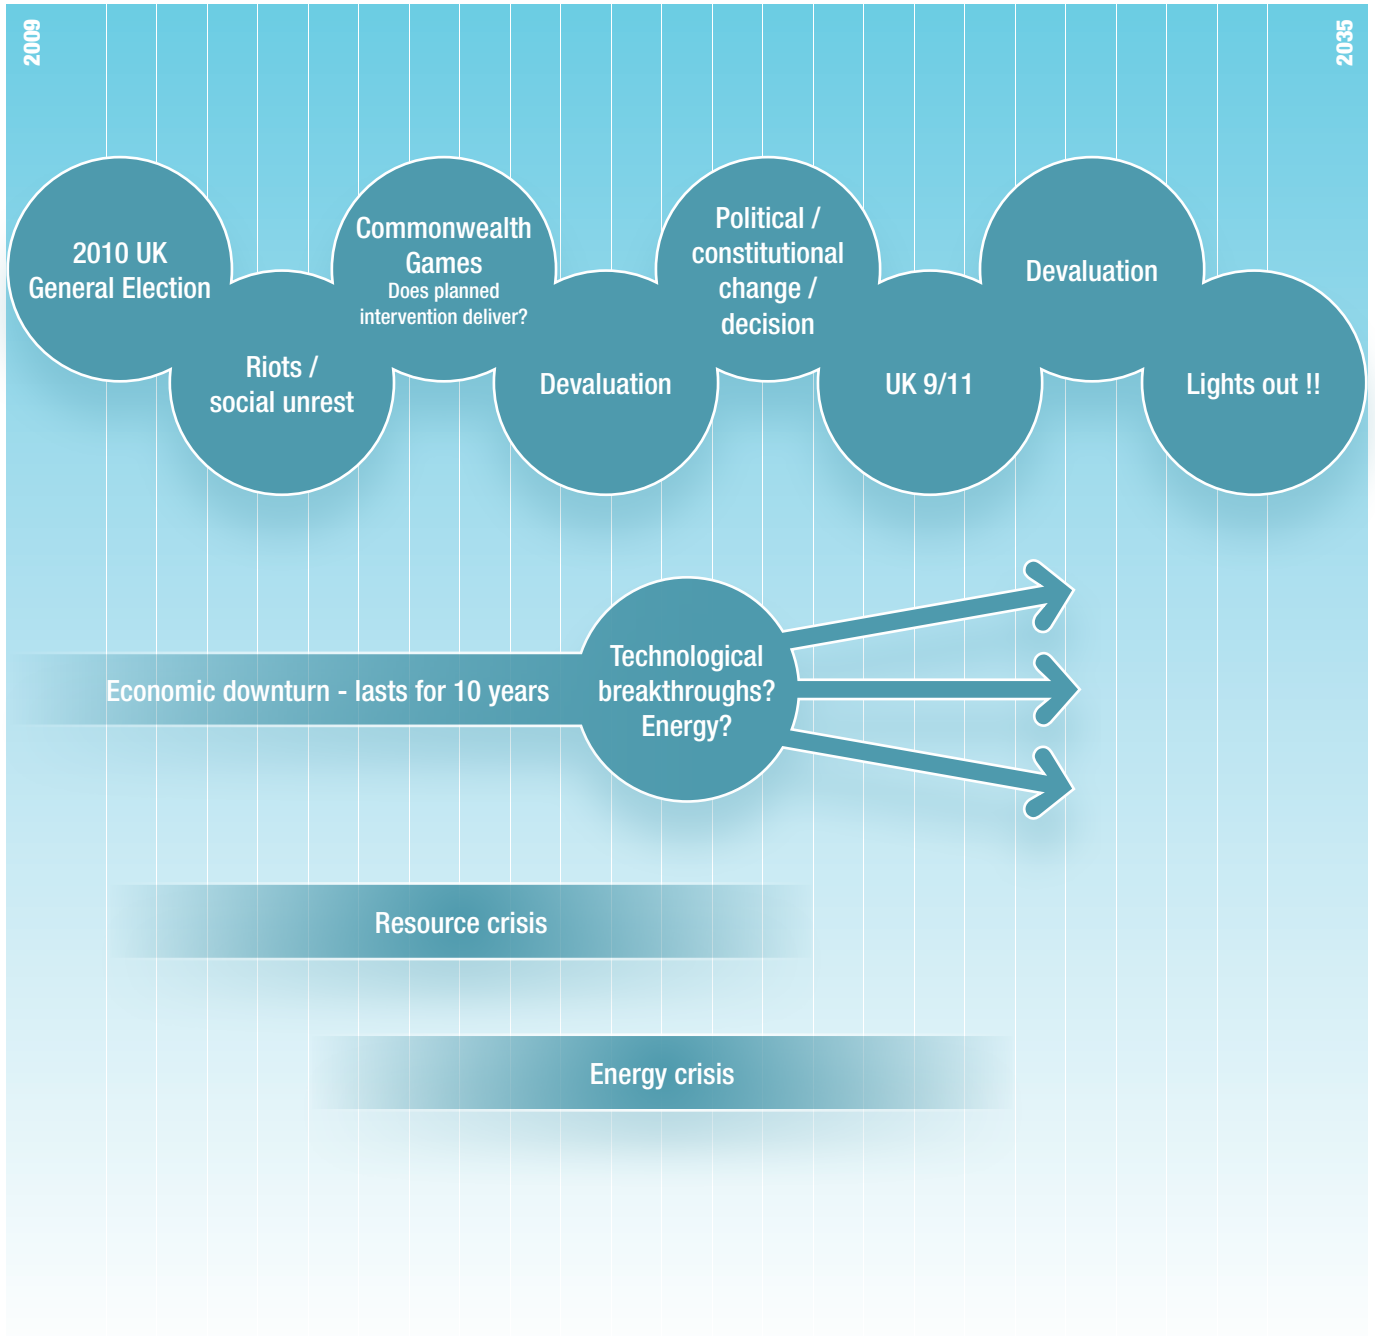 2009
2035
2010 UK
General Election
Riots /
social unrest
Commonwealth
Games
Does planned
intervention deliver?
Devaluation
Political /
constitutional
change /
decision
UK 9/11
Devaluation
Lights out !!
Economic downturn - lasts for 10 years
Technological
breakthroughs?
Energy?
Resource crisis
Energy crisis